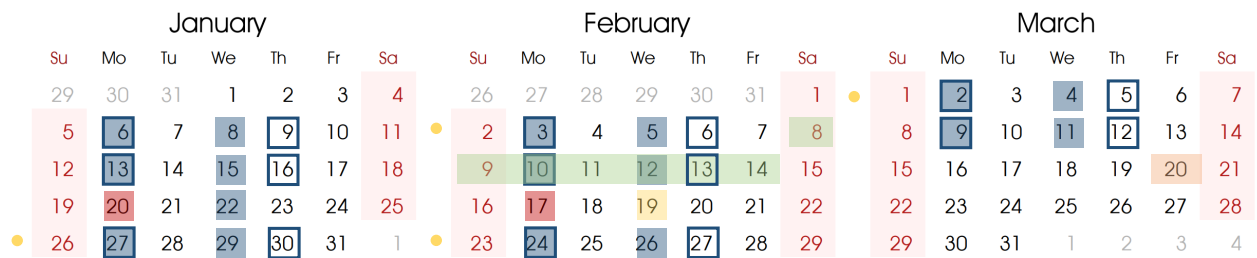 January February March
Su Mo Tu We Th Fr Sa Su Mo Tu We Th Fr Sa Su Mo Tu We Th Fr Sa
29 30 31 1 2 3 4 26 27 28 29 30 31 1 1 2 3 4 5 6 7
5 6 7 8 9 10 11 2 3 4 5 6 7 8 8 9 10 11 12 13 14
12 13 14 15 16 17 18 9 10 11 12 13 14 15 15 16 17 18 19 20 21
19 20 21 22 23 24 25 16 17 18 19 20 21 22 22 23 24 25 26 27 28
26 27 28 29 30 31 1 23 24 25 26 27 28 29 29 30 31 1 2 3 4